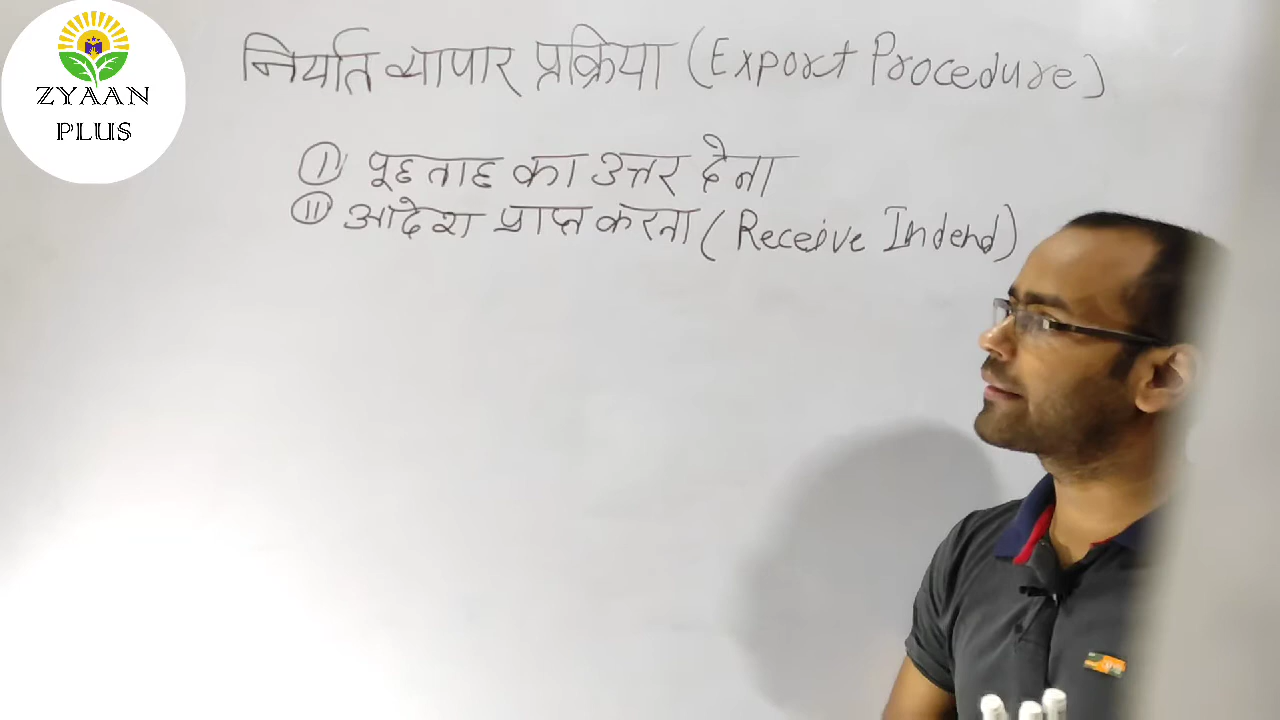 ZYAAN
PLUS
निर्यात व्यापार प्रक्रिया (Export Procedure)
(I) पूछताछ का उत्तर देना
(II) आदेश प्राप्त करना (Receive Indend)